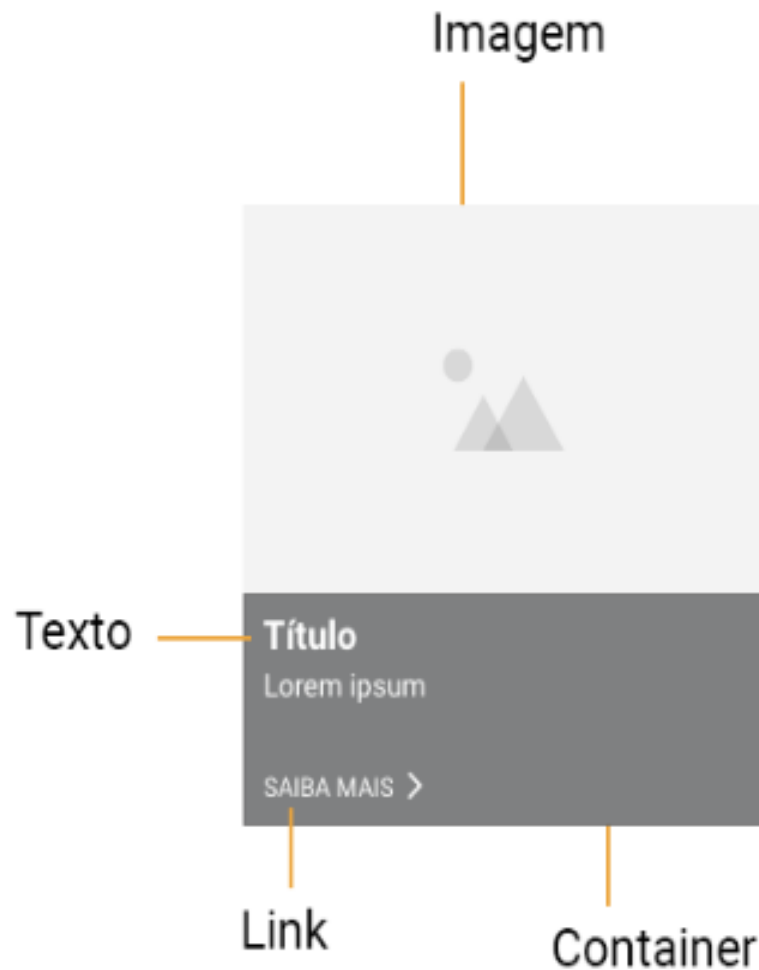 Imagem
Texto
Título
Lorem ipsum
SAIBA MAIS
Link
Container